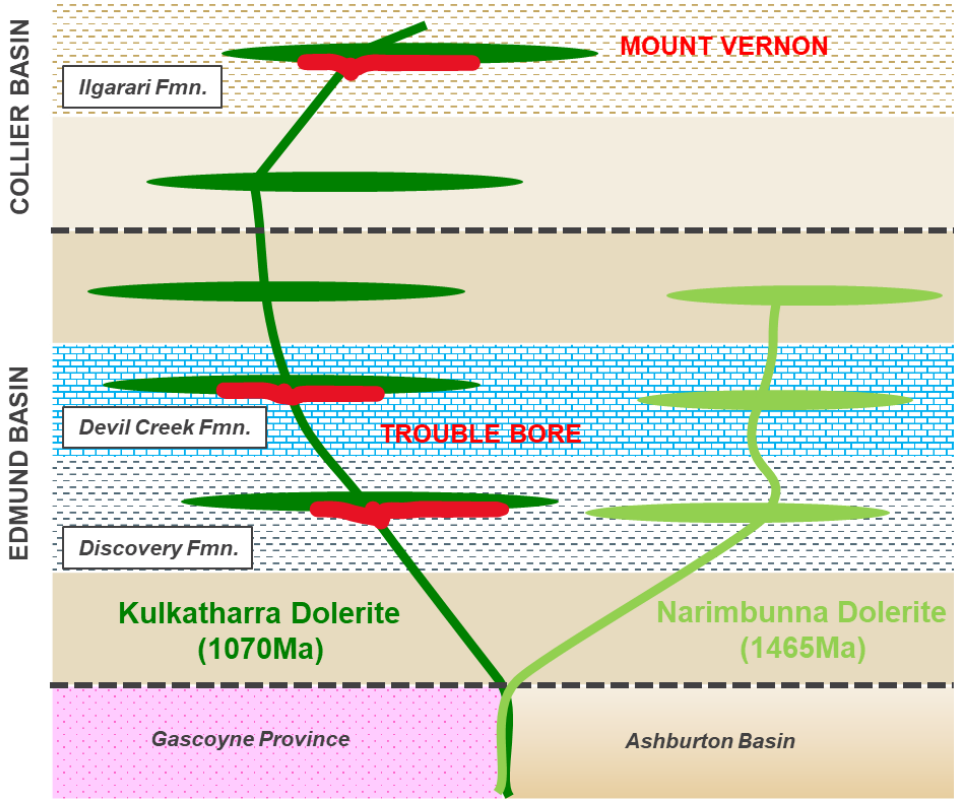 COLLIER BASIN
MOUNT VERNON
Ilgarari Fmn.
EDMUND BASIN
Devil Creek Fmn.
TROUBLE BORE
Discovery Fmn.
Kulkatharra Dolerite
(1070Ma)
Narimbunna Dolerite
(1465Ma)
Gascoyne Province
Ashburton Basin